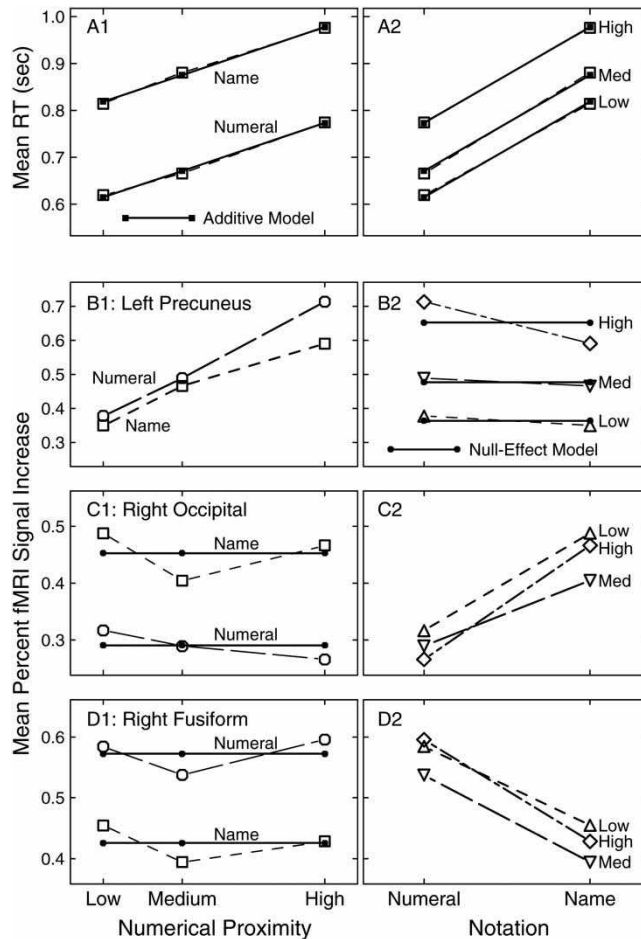 Mean RT (sec)
1.0
0.9
0.8
0.7
0.6
A1
Name
Numeral
Additive Model
A2
High
Med
Low
Mean Percent fMRI Signal Increase
0.7
0.6
0.5
0.4
0.3
B1: Left Precuneus
Numeral
Name
B2
High
Med
Low
Null-Effect Model
0.5
0.4
0.3
C1: Right Occipital
Name
Numeral
C2
Low
High
Med
0.6
0.5
0.4
D1: Right Fusiform
Numeral
Name
D2
Low
High
Med
Low Medium High
Numerical Proximity
Numeral Name
Notation